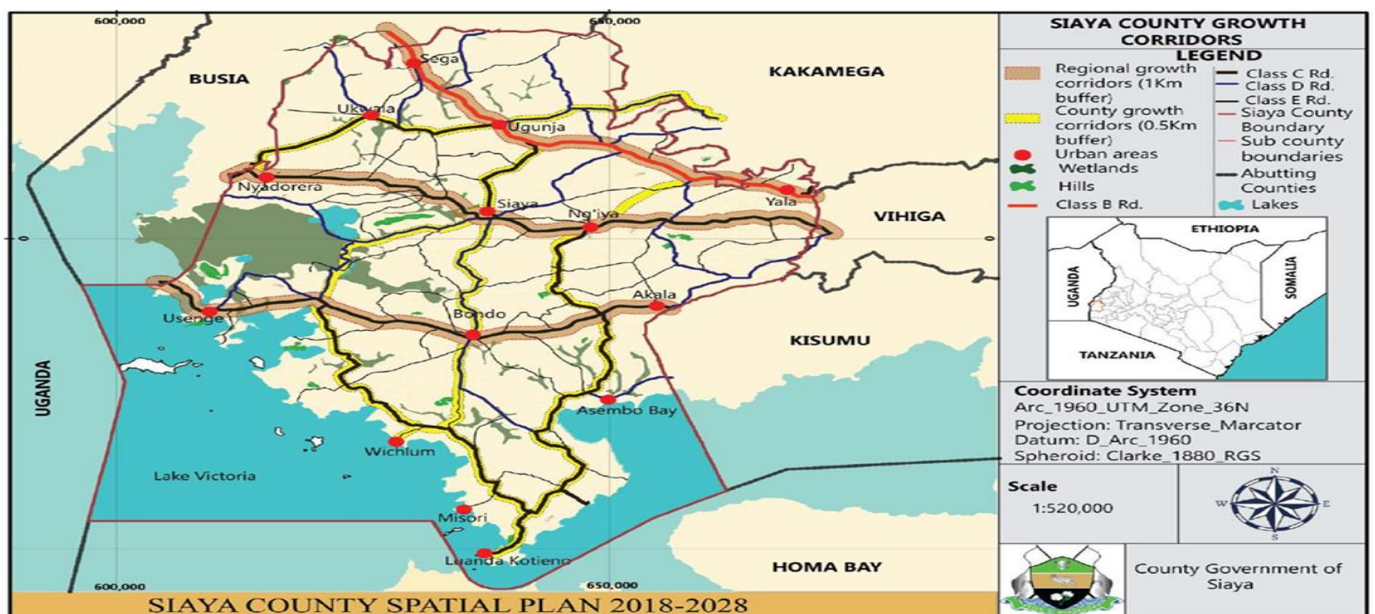 600,000
650,000
BUSIA
KAKAMEGA
Sega
Ukwala
Ugunja
Nyadorera
Siaya
Ng'iya
Yala
VIHIGA
0
0
Usenge
Bondo
Akala
KISUMU
UGANDA
Asembo Bay
Wichlum
Lake Victoria
Misori
Luanda Kotieno
HOMA BAY
600,000
650,000
SIAYA COUNTY SPATIAL PLAN 2018-2028
SIAYA COUNTY GROWTH
CORRIDORS
LEGEND
Regional growth
corridors (1Km
buffer)
County growth
corridors (0.5Km
buffer)
Urban areas
Wetlands
Hills
Class B Rd.
Class C Rd.
Class D Rd.
Class E Rd.
Siaya County
Boundary
Sub county
boundaries
Abutting
Counties
Lakes
ETHIOPIA
UGANDA
SOMALIA
TANZANIA
Coordinate System
Arc_1960_UTM_Zone_36N
Projection: Transverse_Marcator
Datum: D_Arc_1960
Spheroid: Clarke_1880_RGS
Scale
1:520,000
N
W
E
S
County Government of
Siaya